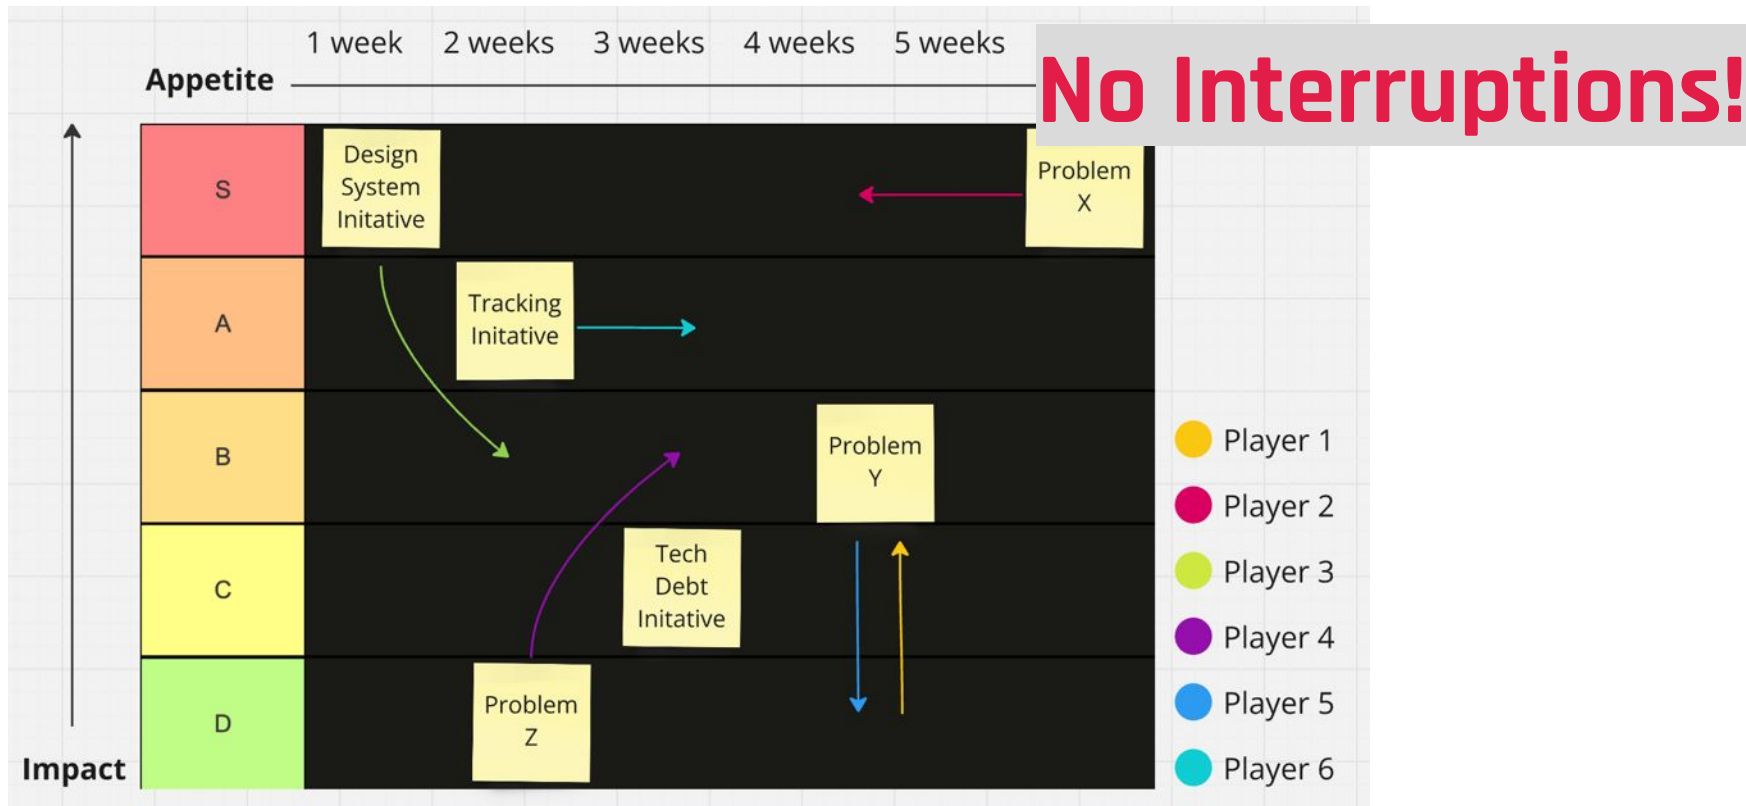 1 week 2 weeks 3 weeks 4 weeks 5 weeks
No Interruptions!
Appetite
S
Design
System
Initative
Problem
X
A
Tracking
Initative
B
Problem
Y
C
Tech
Debt
Initative
D
Problem
Z
Impact
Player 1
Player 2
Player 3
Player 4
Player 5
Player 6